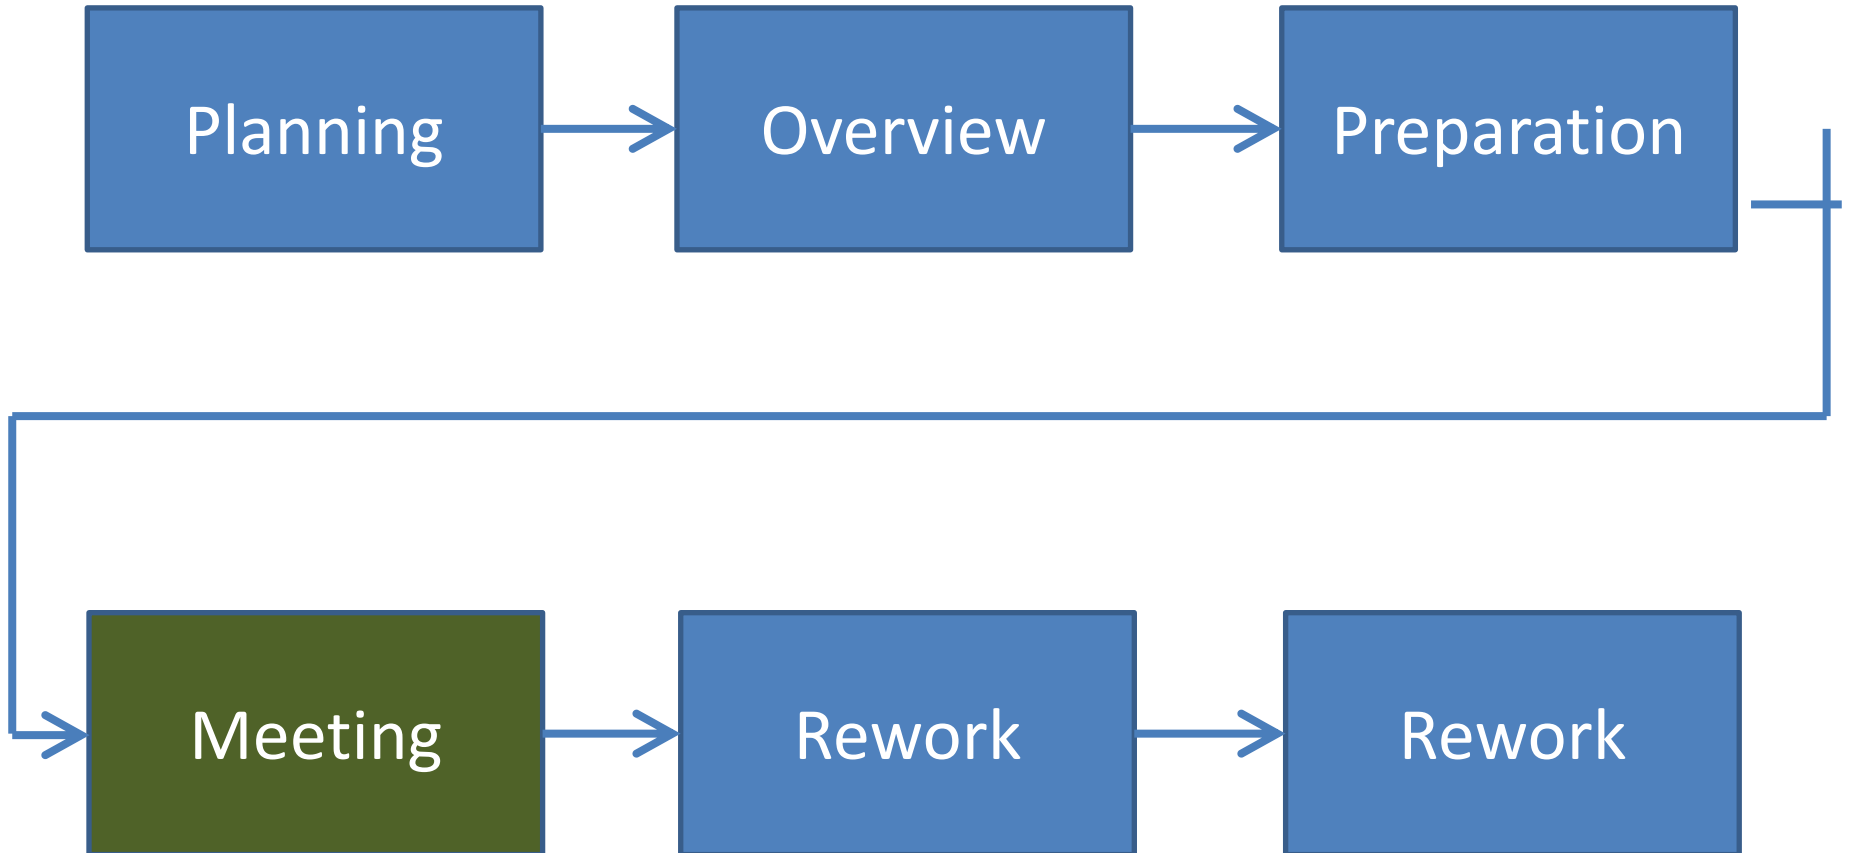 Planning
Overview
Preparation
Meeting
Rework
Rework